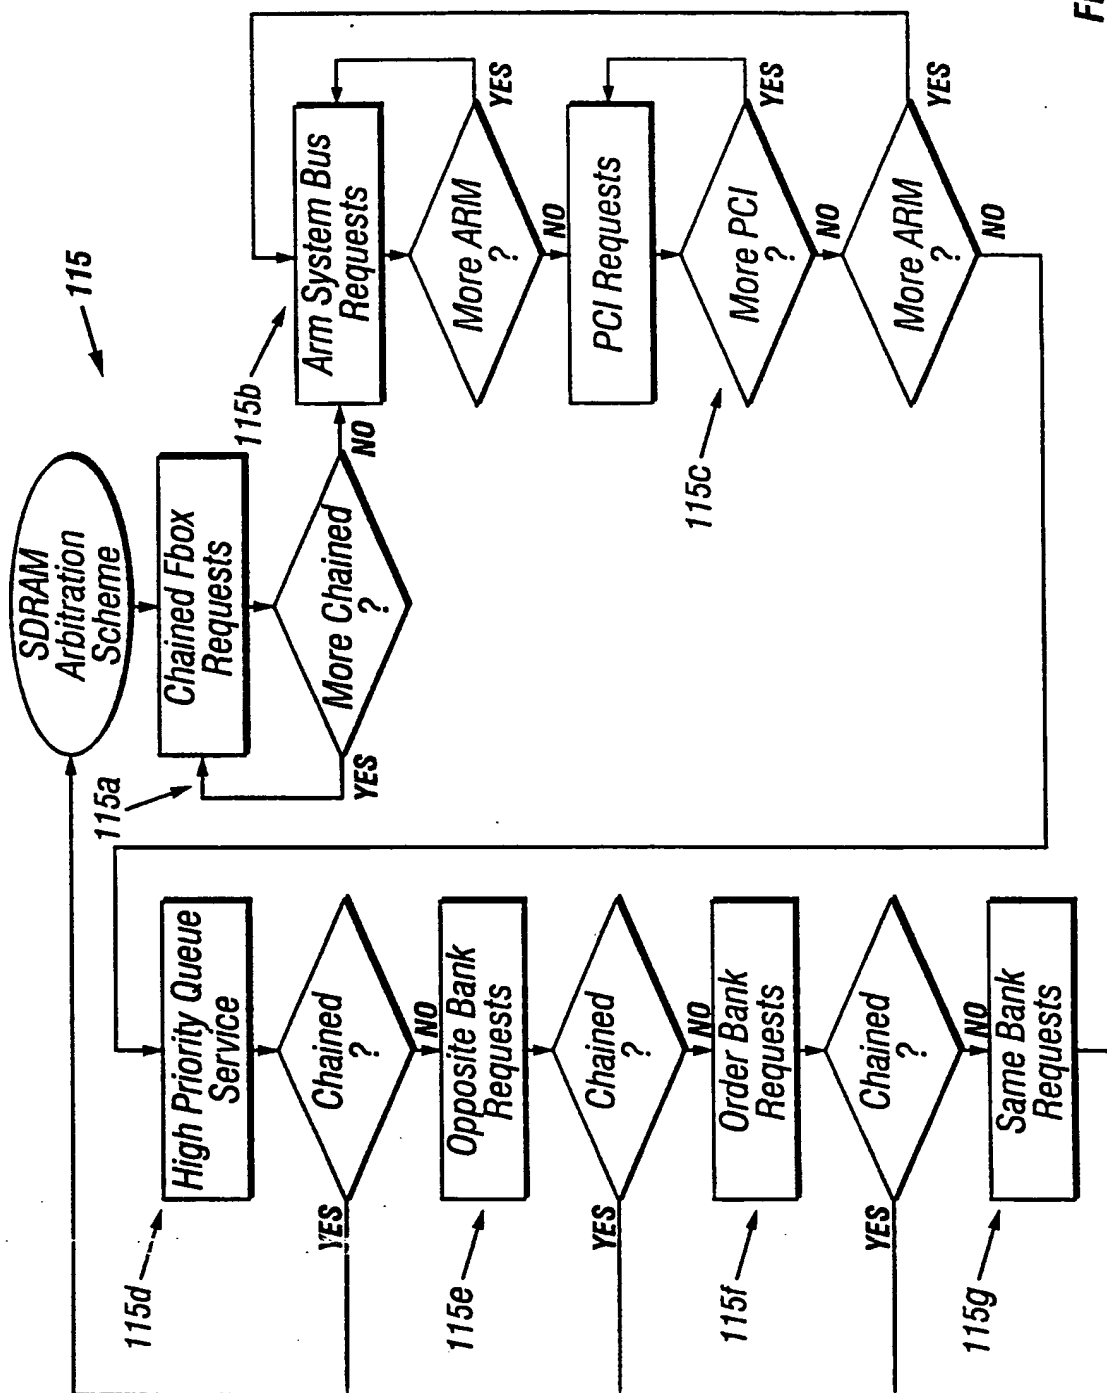 115
SDRAM
Arbitration
Scheme
115a
Chained Fbox
Requests
More Chained
?
YES
NO
115b
Arm System Bus
Requests
More ARM
?
YES
NO
PCI Requests
115c
More PCI
?
YES
NO
More ARM
?
YES
NO
115d
High Priority Queue
Service
Chained
?
YES
NO
115e
Opposite Bank
Requests
Chained
?
YES
NO
115f
Order Bank
Requests
Chained
?
YES
NO
115g
Same Bank
Requests